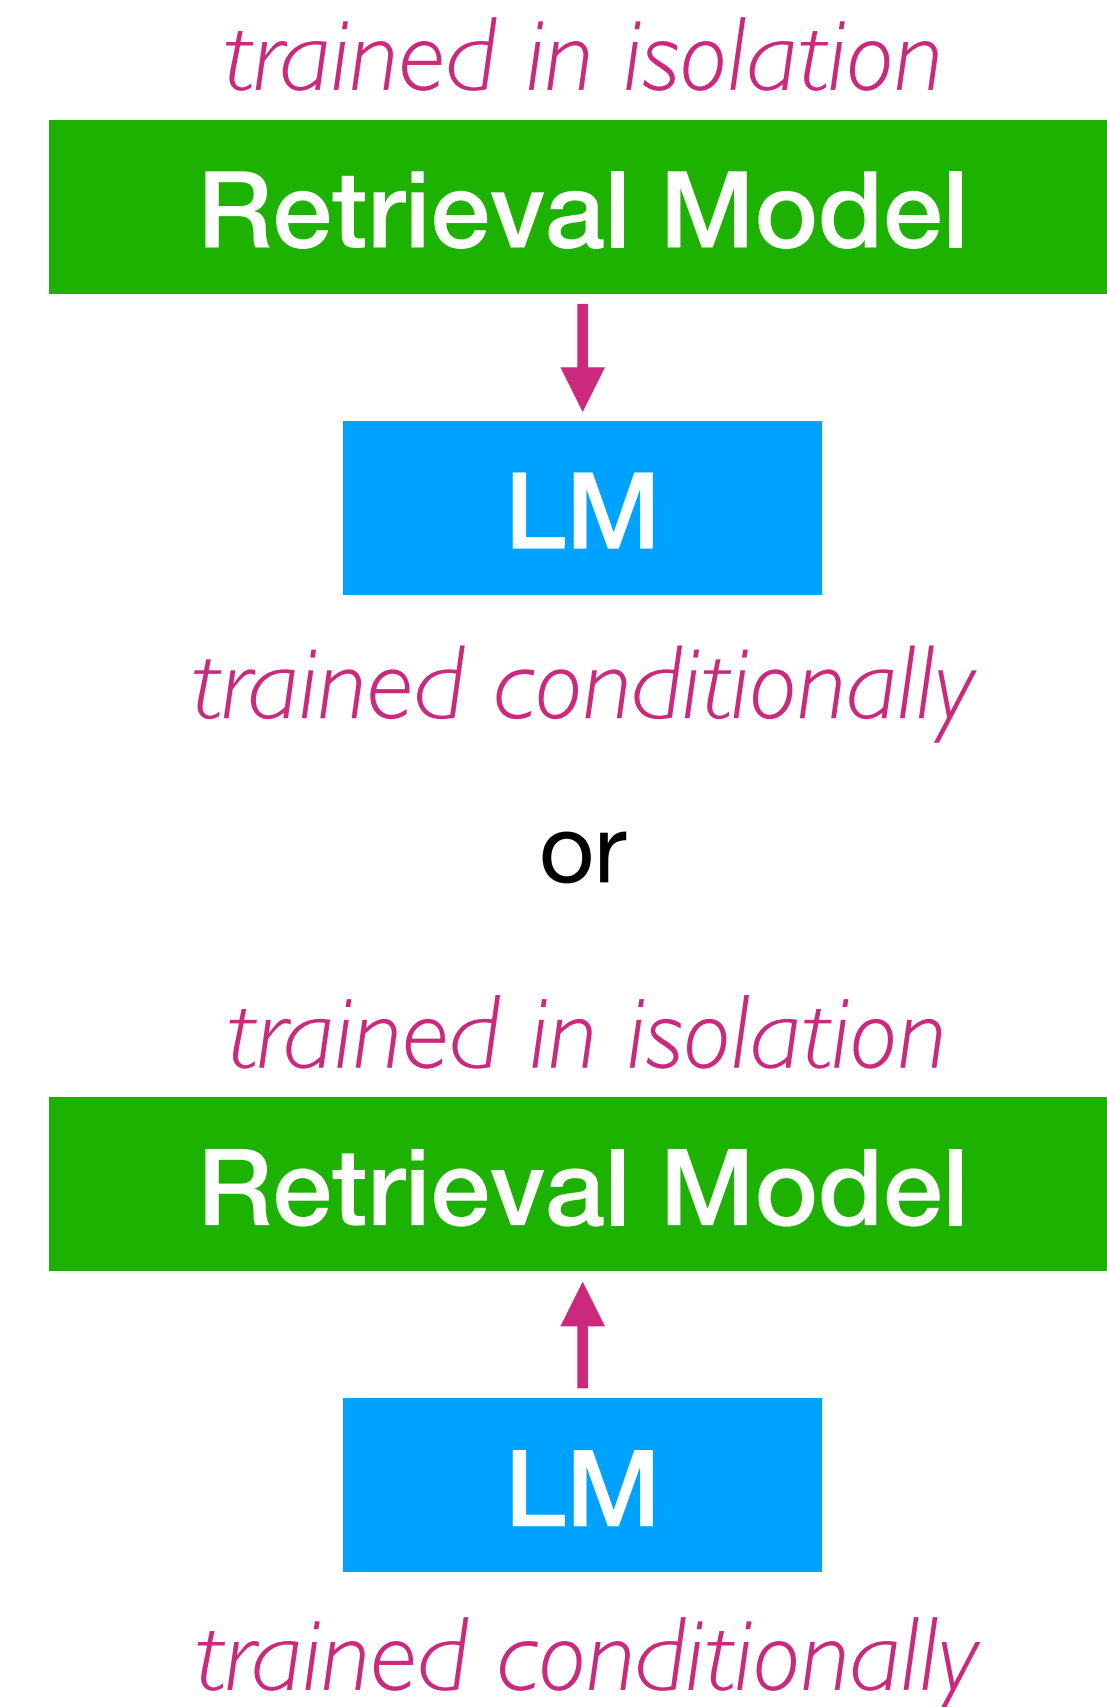 trained in isolation
Retrieval Model
LM
trained conditionally
or
trained in isolation
Retrieval Model
LM
trained conditionally